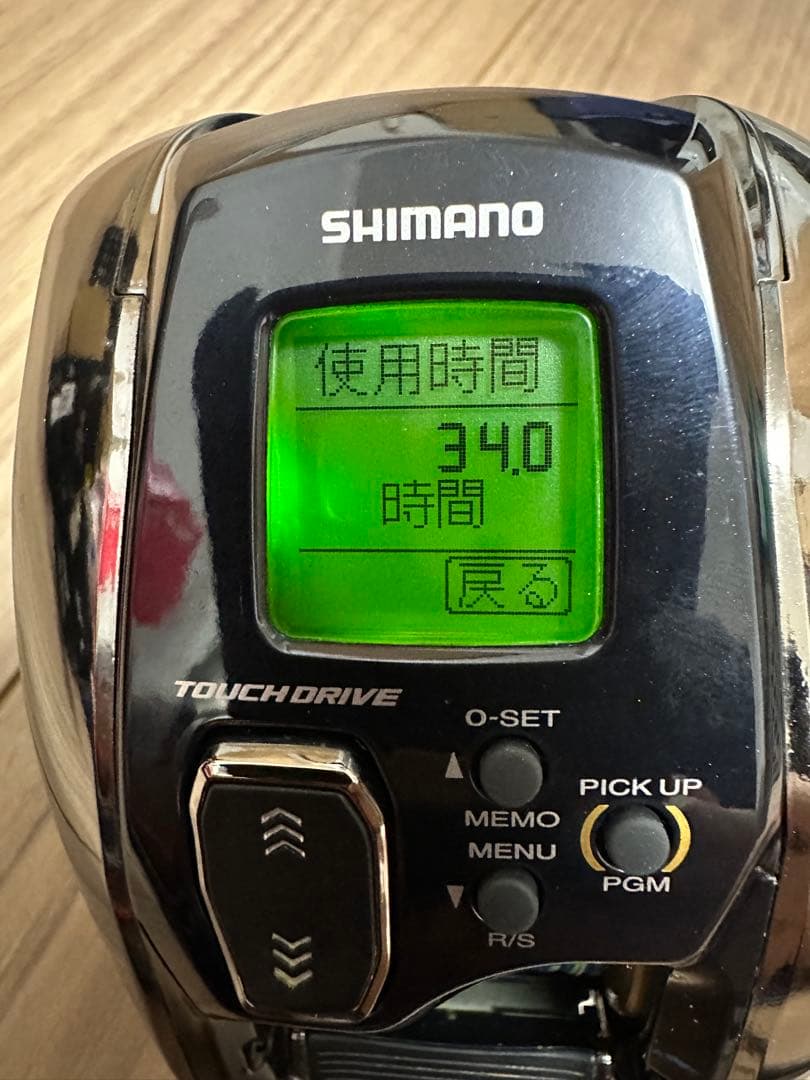 SHIMANO
使用時間
34.0
時間
戻る
TOUCH DRIVE
0-SET
MEMO
MENU
R/S
PICK UP
PGM